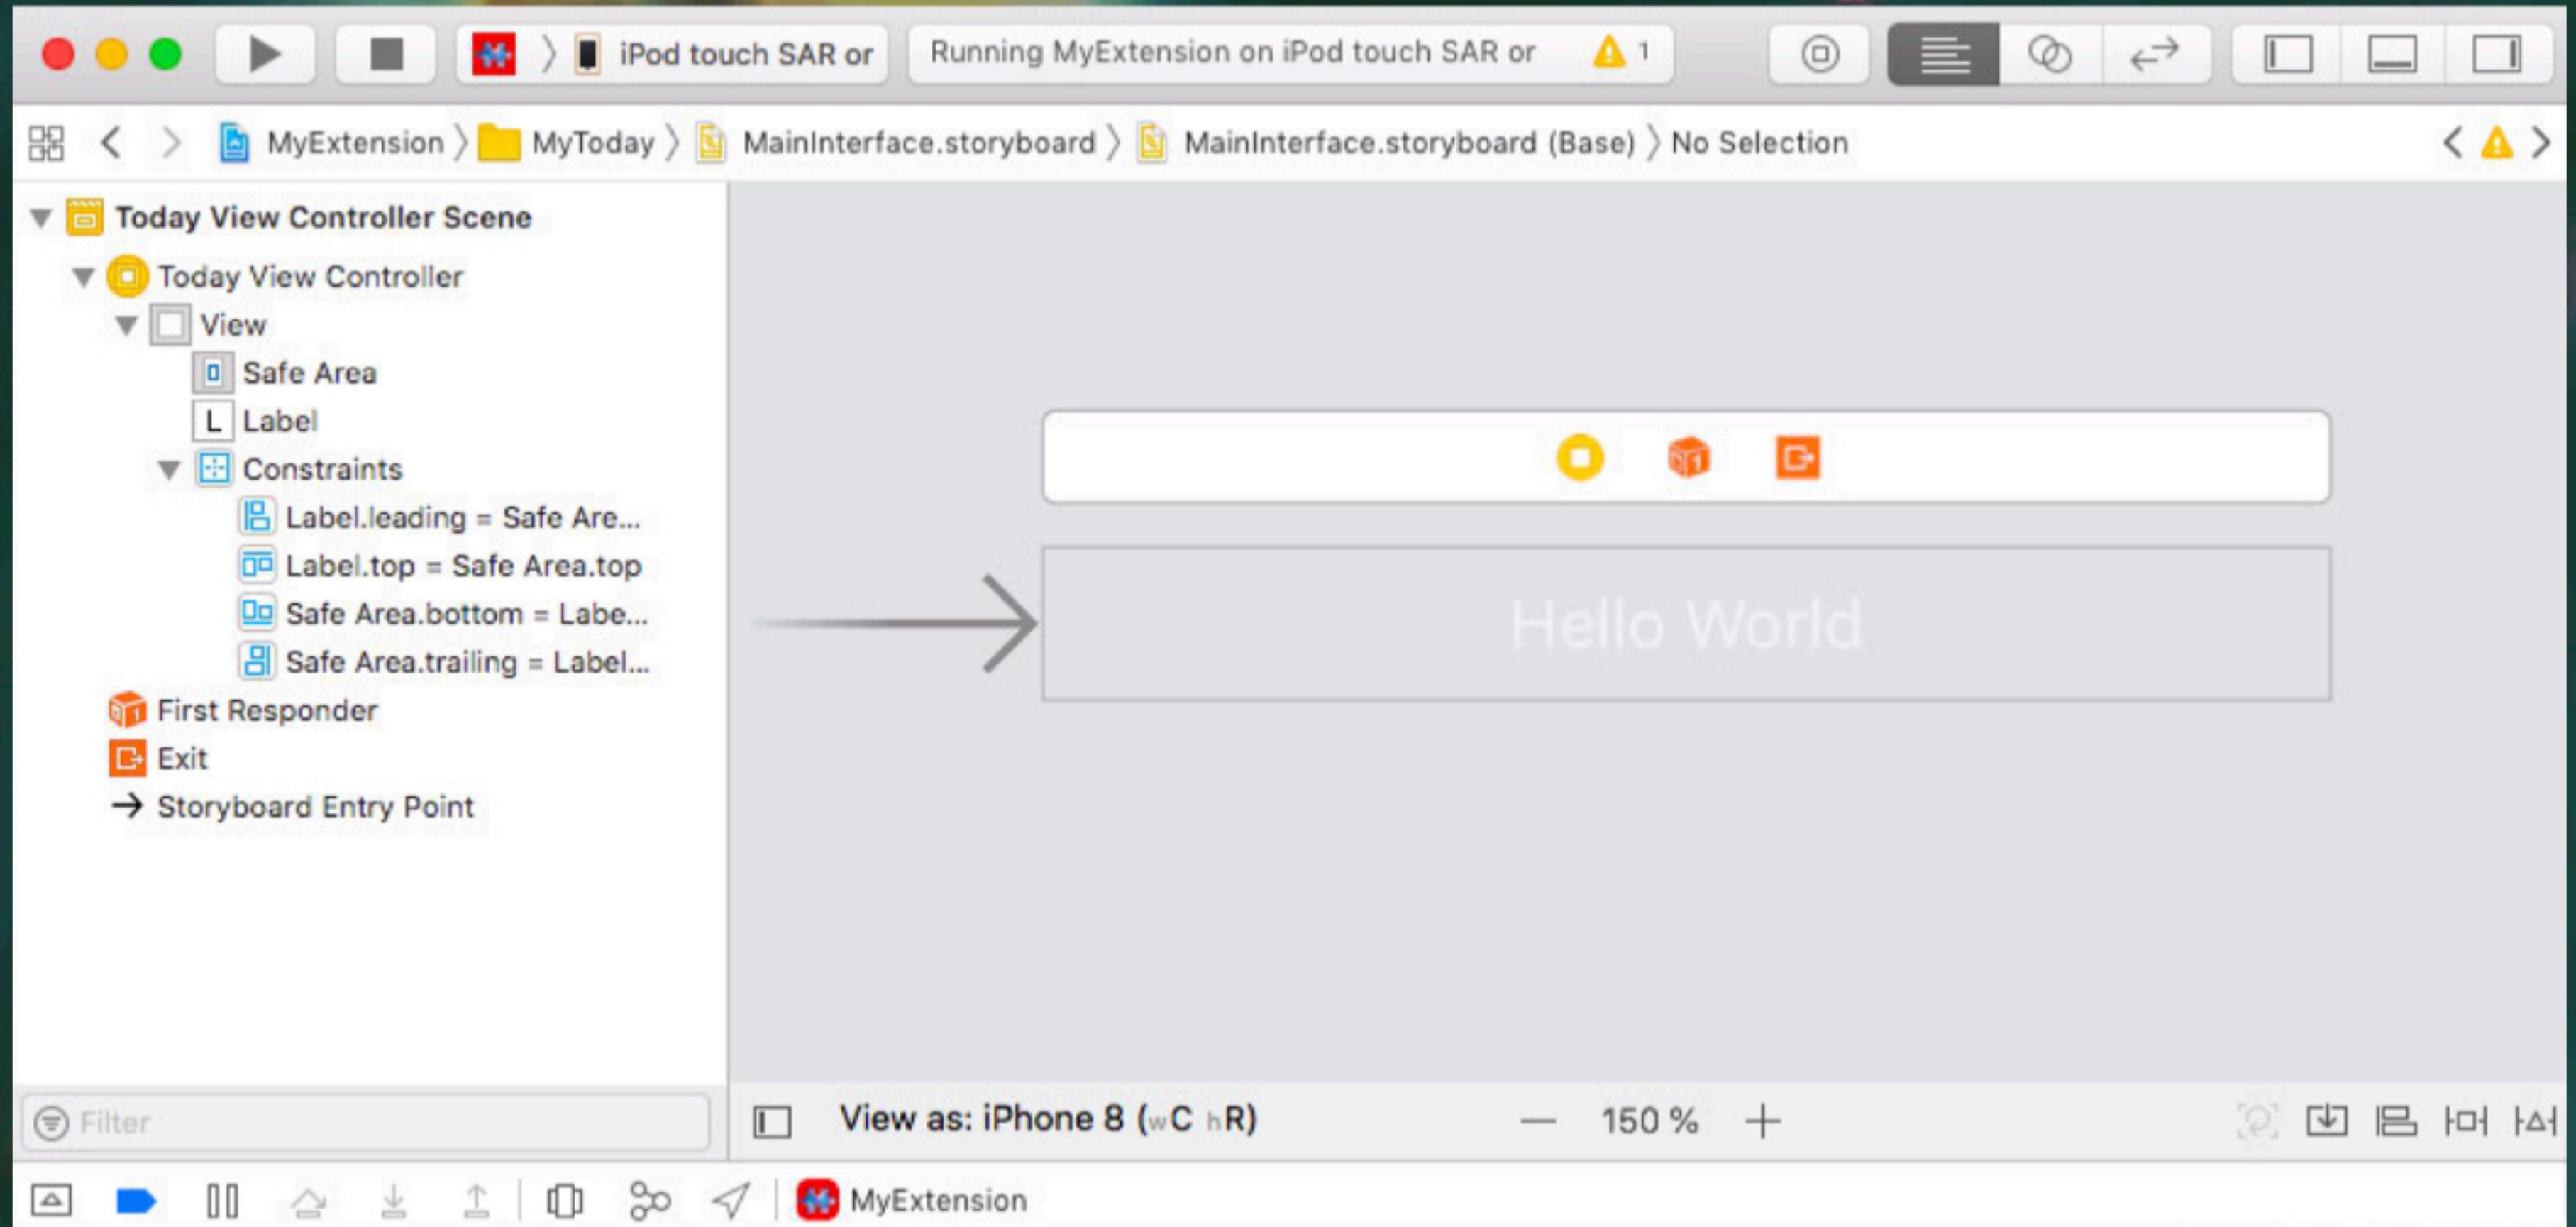 iPod touch SAR or
Running MyExtension on iPod touch SAR or
1
MyExtension
MyToday
MainInterface.storyboard
MainInterface.storyboard (Base)
No Selection
Today View Controller Scene
Today View Controller
View
Safe Area
L Label
Constraints
Label.leading = Safe Are...
Label.top = Safe Area.top
Safe Area.bottom = Labe...
Safe Area.trailing = Label...
First Responder
Exit
Storyboard Entry Point
Hello World
Filter
View as: iPhone 8 (wC hR)
150 %
MyExtension